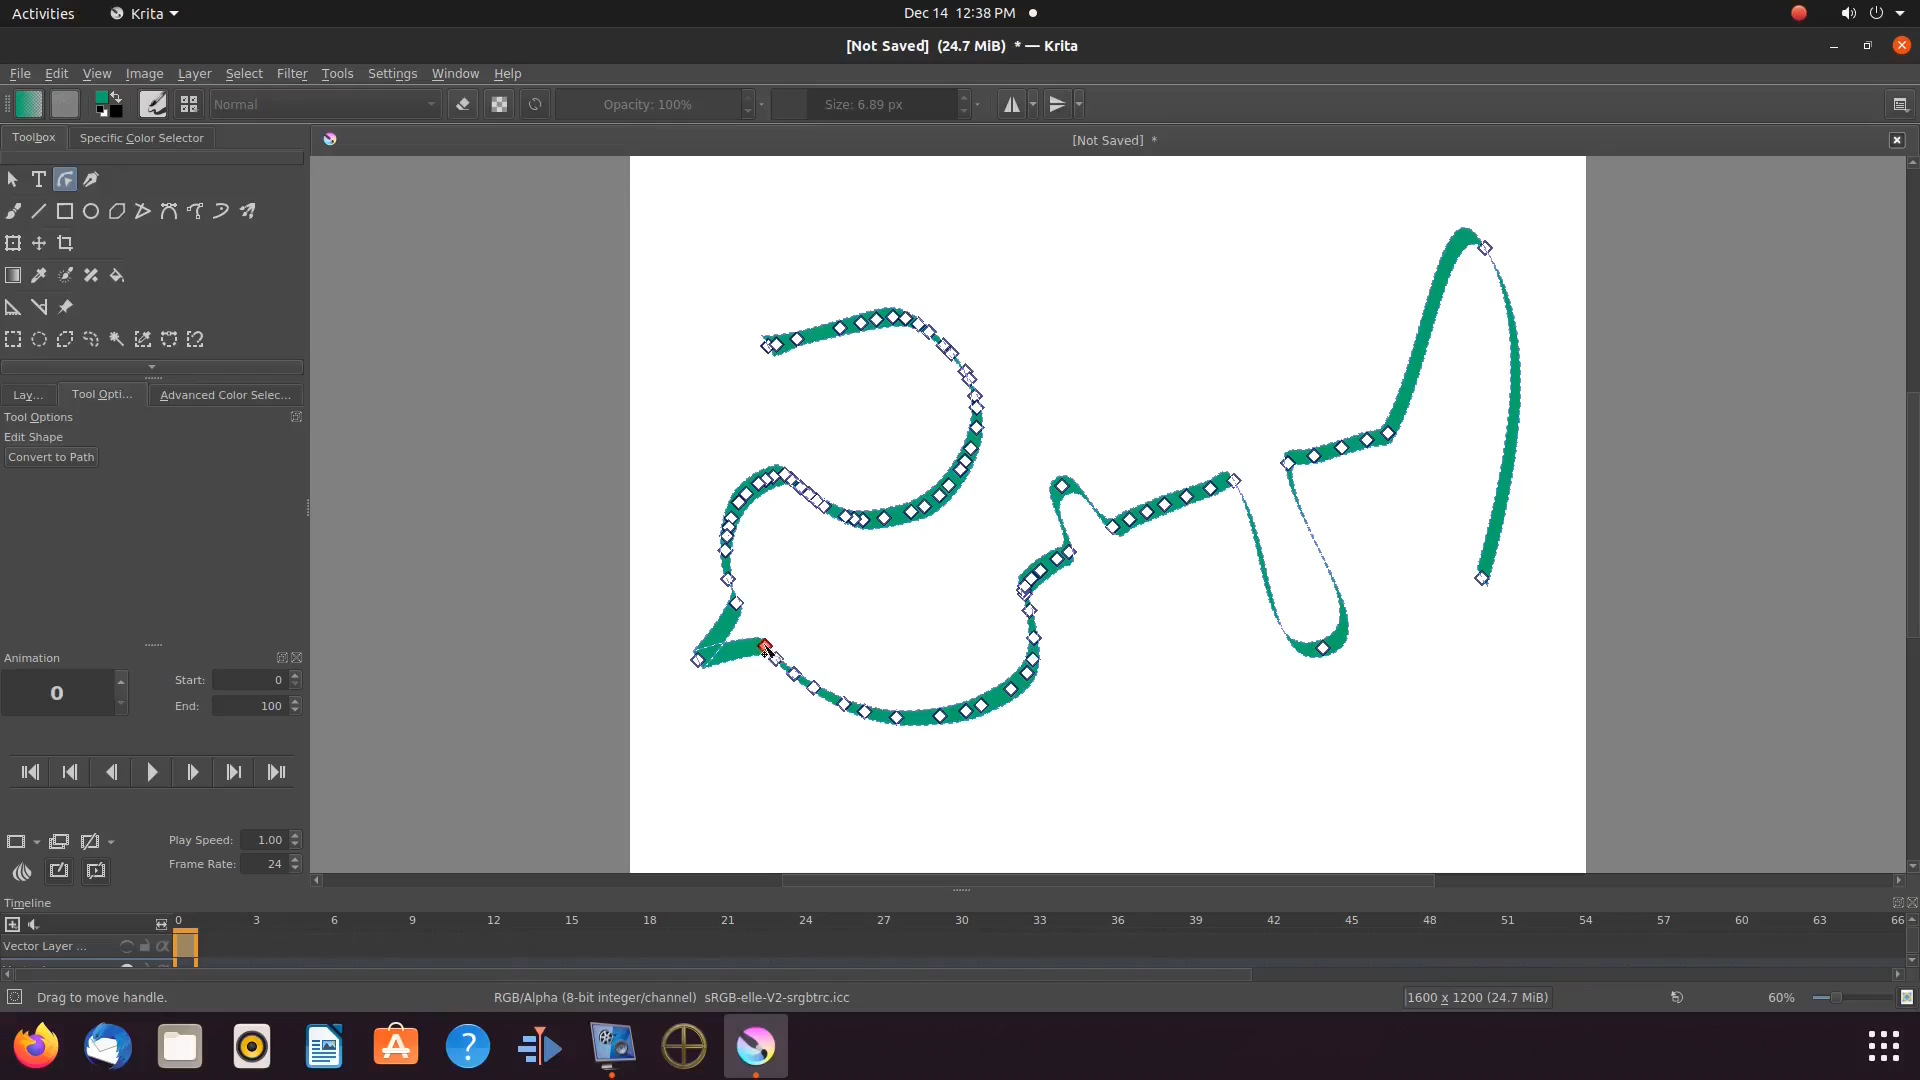 Activities Krita Dec 14 12:38 PM
[Not Saved] (24.7 MiB) * — Krita
File Edit View Image Layer Select Filter Tools Settings Window Help
Normal Opacity: 100% Size: 6.89 px
Toolbox Specific Color Selector [Not Saved] *
Lay... Tool Opti... Advanced Color Selec...
Tool Options
Edit Shape
Convert to Path
Animation
0 Start: 0
End: 100
Play Speed: 1.00
Frame Rate: 24
Timeline
0 3 6 9 12 15 18 21 24 27 30 33 36 39 42 45 48 51 54 57 60 63 66
Vector Layer ...
Drag to move handle. RGB/Alpha (8-bit integer/channel) sRGB-elle-V2-srgbtrc.icc 1600 x 1200 (24.7 MiB) 60%